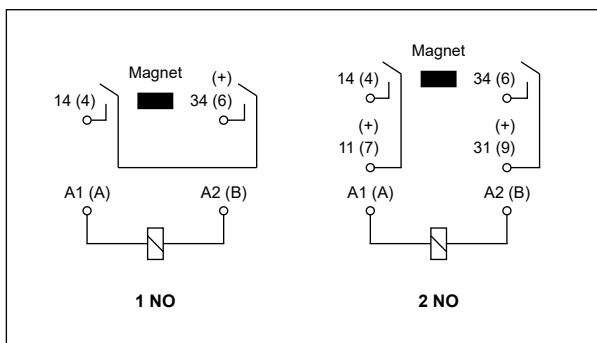 Magnet
(+)
14 (4)
34 (6)
A1 (A)
A2 (B)
1 NO
Magnet
14 (4)
34 (6)
(+)
(+)
11 (7)
31 (9)
A1 (A)
A2 (B)
2 NO